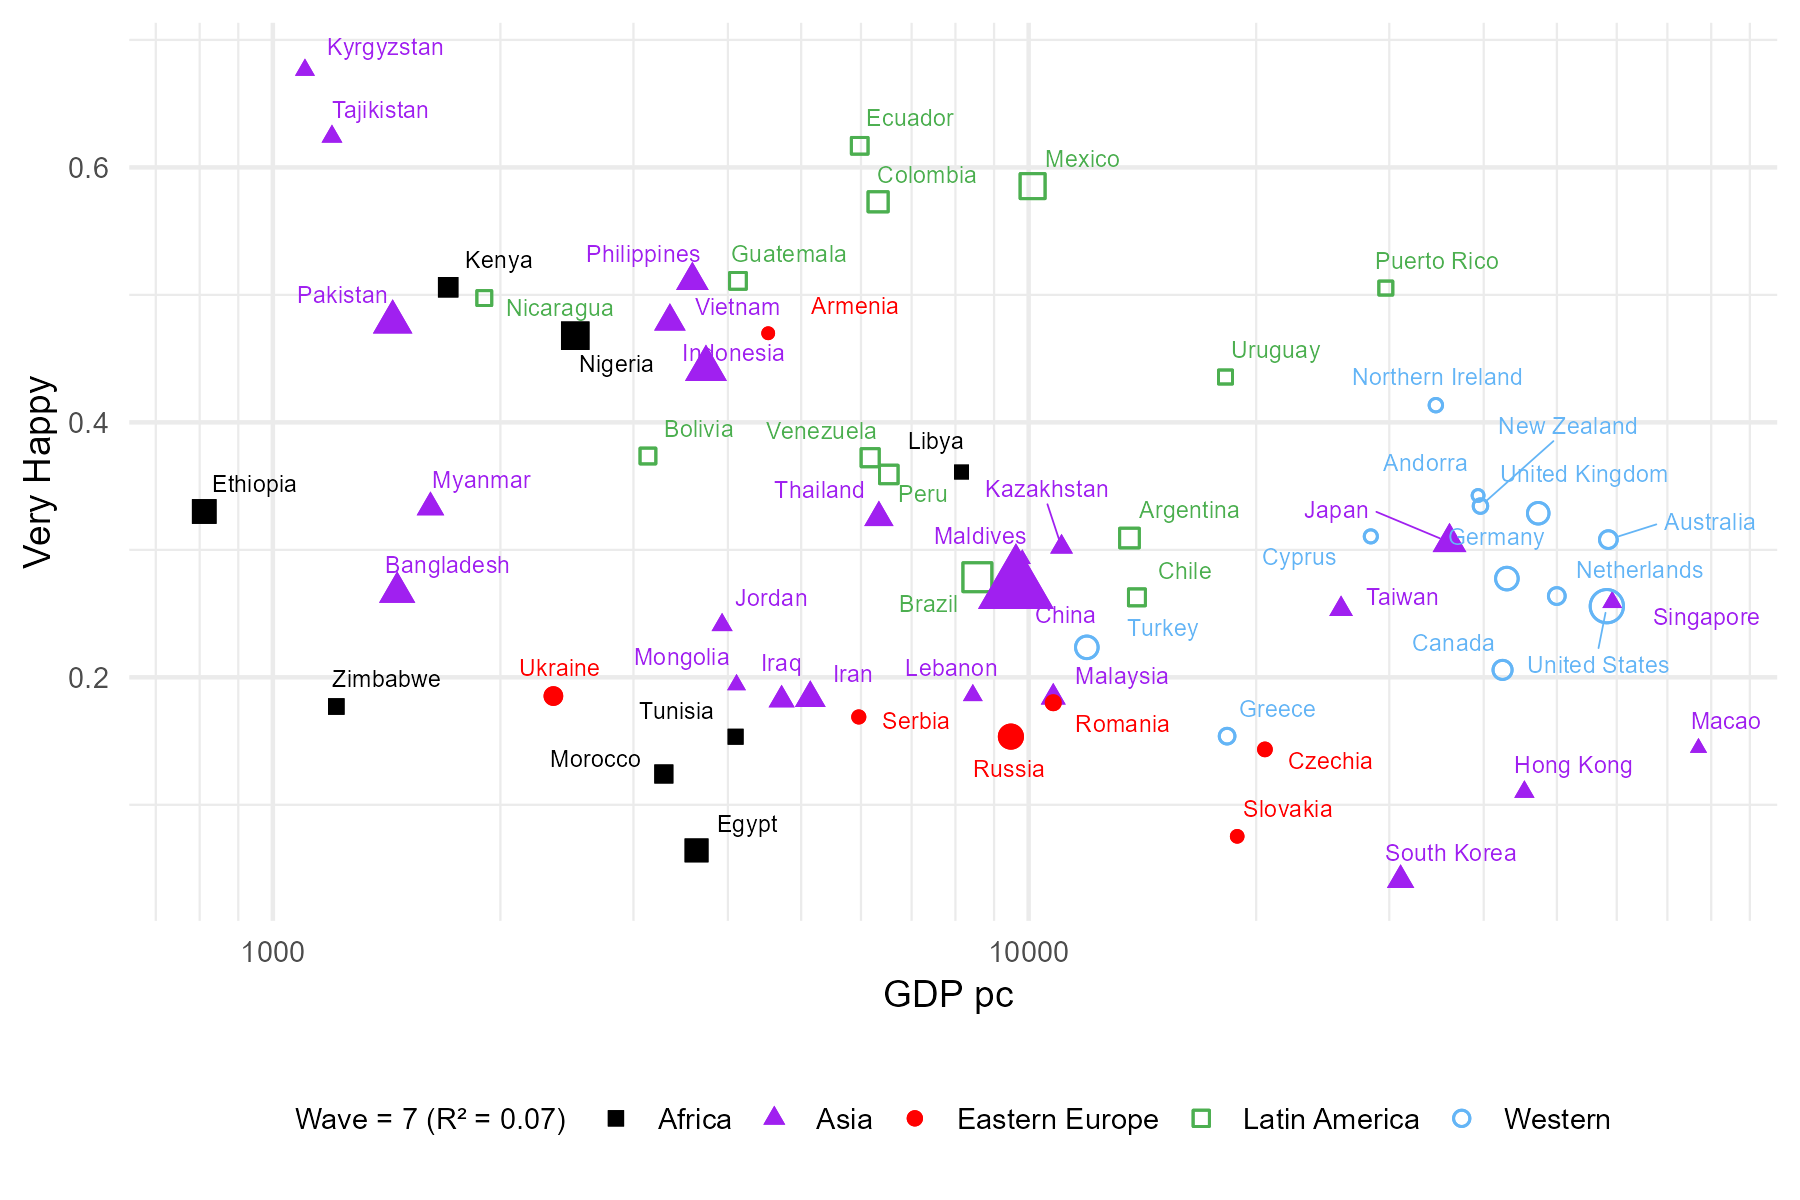 Kyrgyzstan
Tajikistan
Ecuador
Mexico
0.6
Colombia
Philippines
Guatemala
Kenya
Puerto Rico
Pakistan
Nicaragua
Vietnam
Armenia
Indonesia
Uruguay
Nigeria
Northern Ireland
0.4
New Zealand
Bolivia
Venezuela
Libya
Andorra
United Kingdom
Ethiopia
Myanmar
Thailand
Peru
Kazakhstan
Argentina
Japan
Australia
Very Happy
Maldives
Germany
Cyprus
Bangladesh
Chile
Netherlands
Jordan
Brazil
Taiwan
China
Singapore
Turkey
Canada
Mongolia
Iraq
Lebanon
United States
Ukraine
Iran
Malaysia
0.2
Zimbabwe
Tunisia
Serbia
Romania
Greece
Macao
Morocco
Russia
Czechia
Hong Kong
Slovakia
Egypt
South Korea
1000
10000
GDP pc
Wave = 7 (R² = 0.07) Africa Asia Eastern Europe Latin America Western